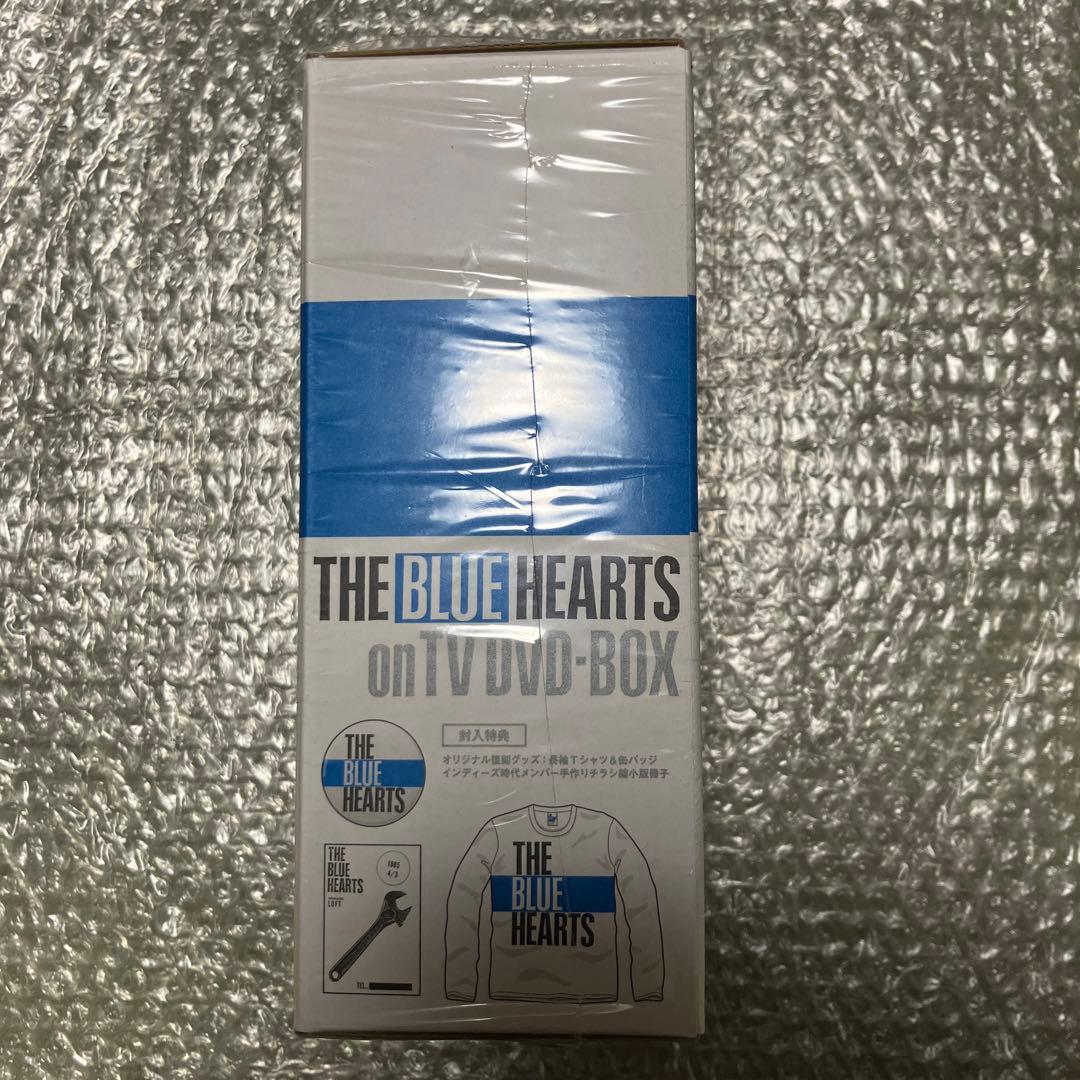 THE BLUE HEARTS
onTV DVD-BOX
封入特典
オリジナル復刻グッズ:長袖Tシャツ&缶バッジ
インディーズ時代メンバー手作りチラシ縮小版冊子
THE
BLUE
HEARTS
THE
BLUE
HEARTS
1985
4/3
LOFT
TEL.
THE
BLUE
HEARTS